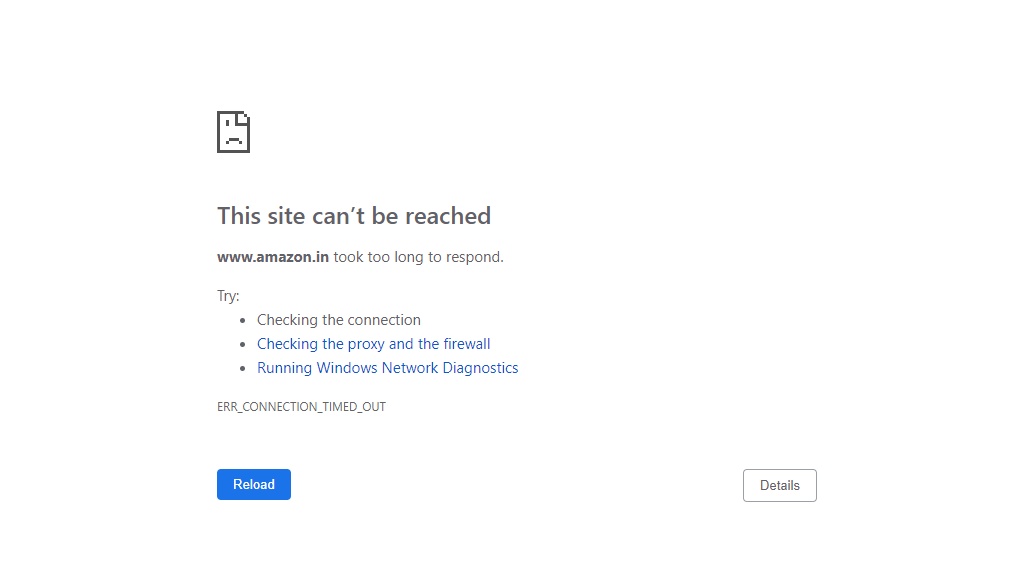 This site can’t be reached
www.amazon.in took too long to respond.
Try:
Checking the connection
Checking the proxy and the firewall
Running Windows Network Diagnostics
ERR_CONNECTION_TIMED_OUT
Reload
Details